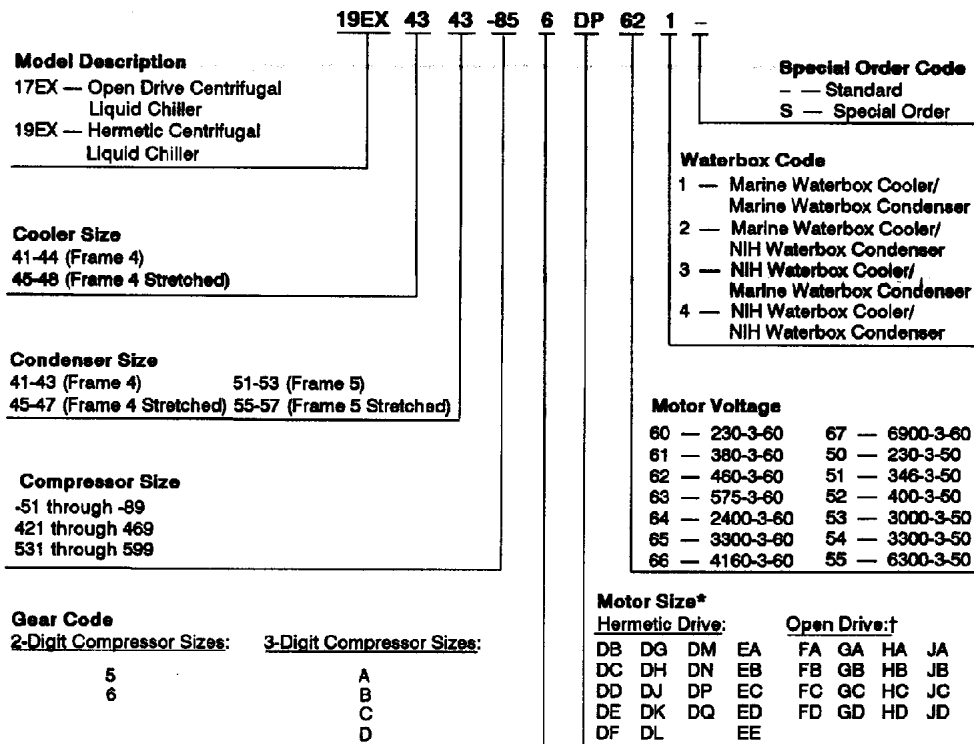 19EX 43 43 -85 6 DP 62 1 –
Model Description
17EX — Open Drive Centrifugal
Liquid Chiller
19EX — Hermetic Centrifugal
Liquid Chiller
Cooler Size
41-44 (Frame 4)
45-48 (Frame 4 Stretched)
Condenser Size
41-43 (Frame 4) 51-53 (Frame 5)
45-47 (Frame 4 Stretched) 55-57 (Frame 5 Stretched)
Compressor Size
-51 through -89
421 through 469
531 through 599
Gear Code
2-Digit Compressor Sizes: 3-Digit Compressor Sizes:
5 A
6 B
C
D
Special Order Code
– — Standard
S — Special Order
Waterbox Code
1 — Marine Waterbox Cooler/
Marine Waterbox Condenser
2 — Marine Waterbox Cooler/
NIH Waterbox Condenser
3 — NIH Waterbox Cooler/
Marine Waterbox Condenser
4 — NIH Waterbox Cooler/
NIH Waterbox Condenser
Motor Voltage
60 — 230-3-60 67 — 6900-3-60
61 — 380-3-60 50 — 230-3-50
62 — 460-3-60 51 — 346-3-50
63 — 575-3-60 52 — 400-3-50
64 — 2400-3-60 53 — 3000-3-50
65 — 3300-3-60 54 — 3300-3-50
66 — 4160-3-60 55 — 6300-3-50
Motor Size*
Hermetic Drive: Open Drive:†
DB DG DM EA FA GA HA JA
DC DH DN EB FB GB HB JB
DD DJ DP EC FC GC HC JC
DE DK DQ ED FD GD HD JD
DF DL EE